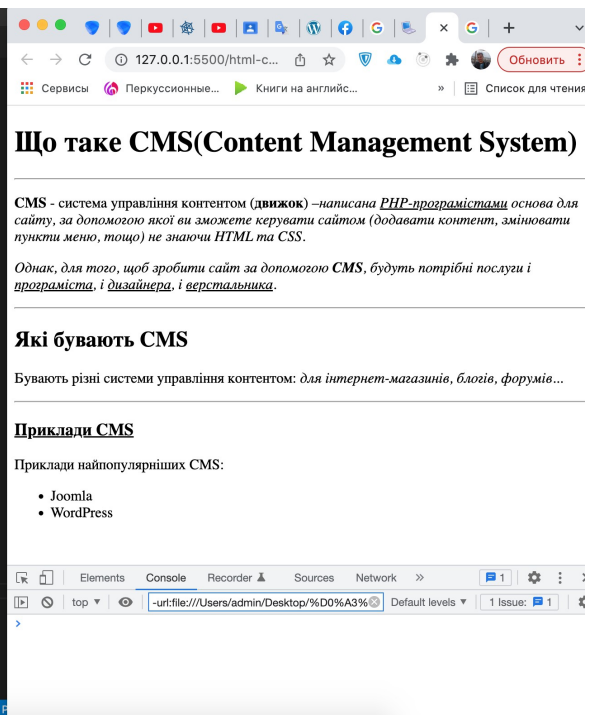 127.0.0.1:5500/html-c...
Обновить
Сервисы Перкуссионные... Книги на английс... » Список для чтения
Що таке CMS(Content Management System)
CMS - система управління контентом (движок) –написана PHP-програмістами основа для
сайту, за допомогою якої ви зможете керувати сайтом (додавати контент, змінювати
пункти меню, тощо) не знаючи HTML та CSS.
Однак, для того, щоб зробити сайт за допомогою CMS, будуть потрібні послуги і
програміста, і дизайнера, і верстальника.
Які бувають CMS
Бувають різні системи управління контентом: для інтернет-магазинів, блогів, форумів...
Приклади CMS
Приклади найпопулярніших CMS:
• Joomla
• WordPress
Elements Console Recorder Sources Network » 1
top ▼ -url:file:///Users/admin/Desktop/%D0%A3% Default levels ▼ 1 Issue: 1